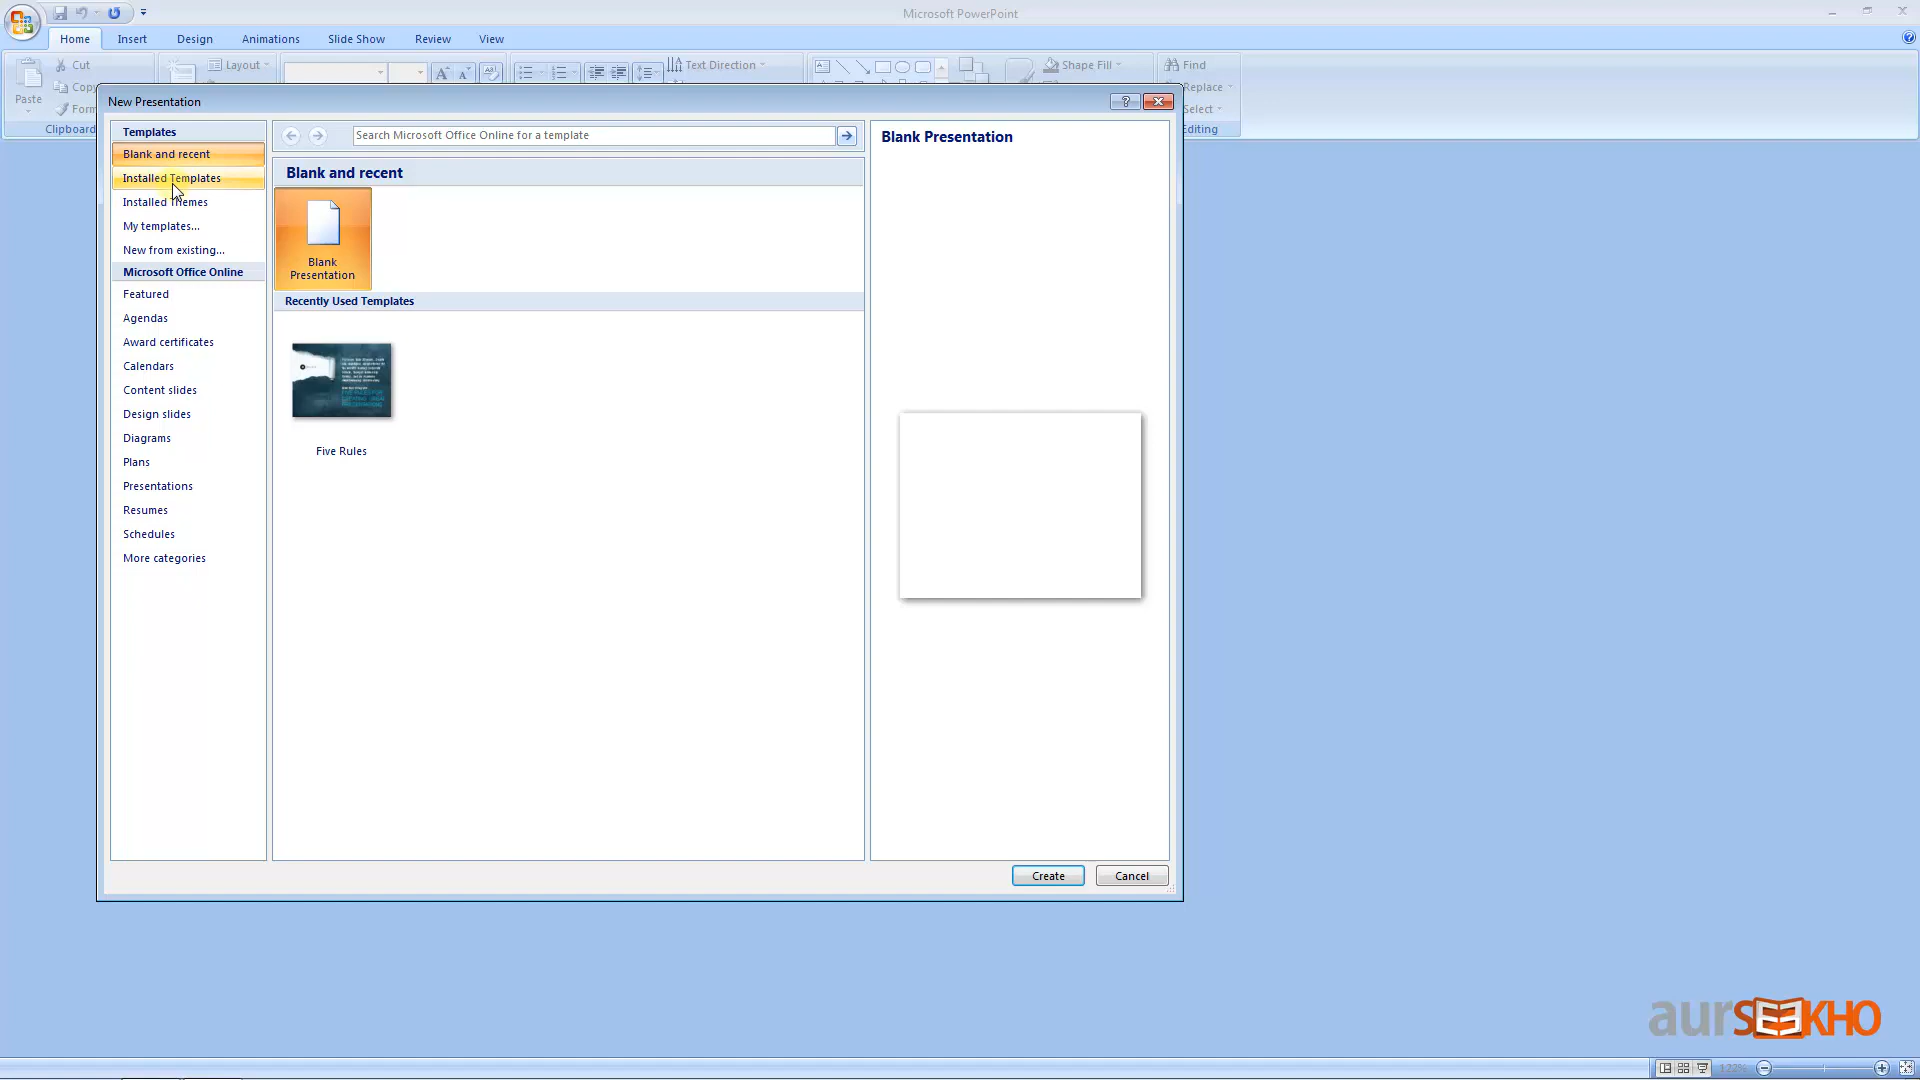 Microsoft PowerPoint
Home Insert Design Animations Slide Show Review View
Cut Layout Text Direction Shape Fill Find
Paste Copy Replace
Form Select
Clipboard Editing
New Presentation
Templates
Blank and recent
Installed Templates
Installed Themes
My templates...
New from existing...
Microsoft Office Online
Featured
Agendas
Award certificates
Calendars
Content slides
Design slides
Diagrams
Plans
Presentations
Resumes
Schedules
More categories
Search Microsoft Office Online for a template
Blank and recent
Blank
Presentation
Recently Used Templates
Five Rules
Blank Presentation
Create Cancel
aurSEEKHO
122%